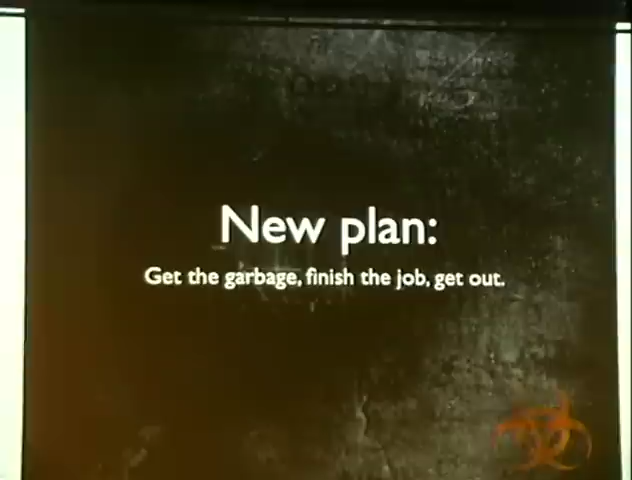 New plan:
Get the garbage, finish the job, get out.